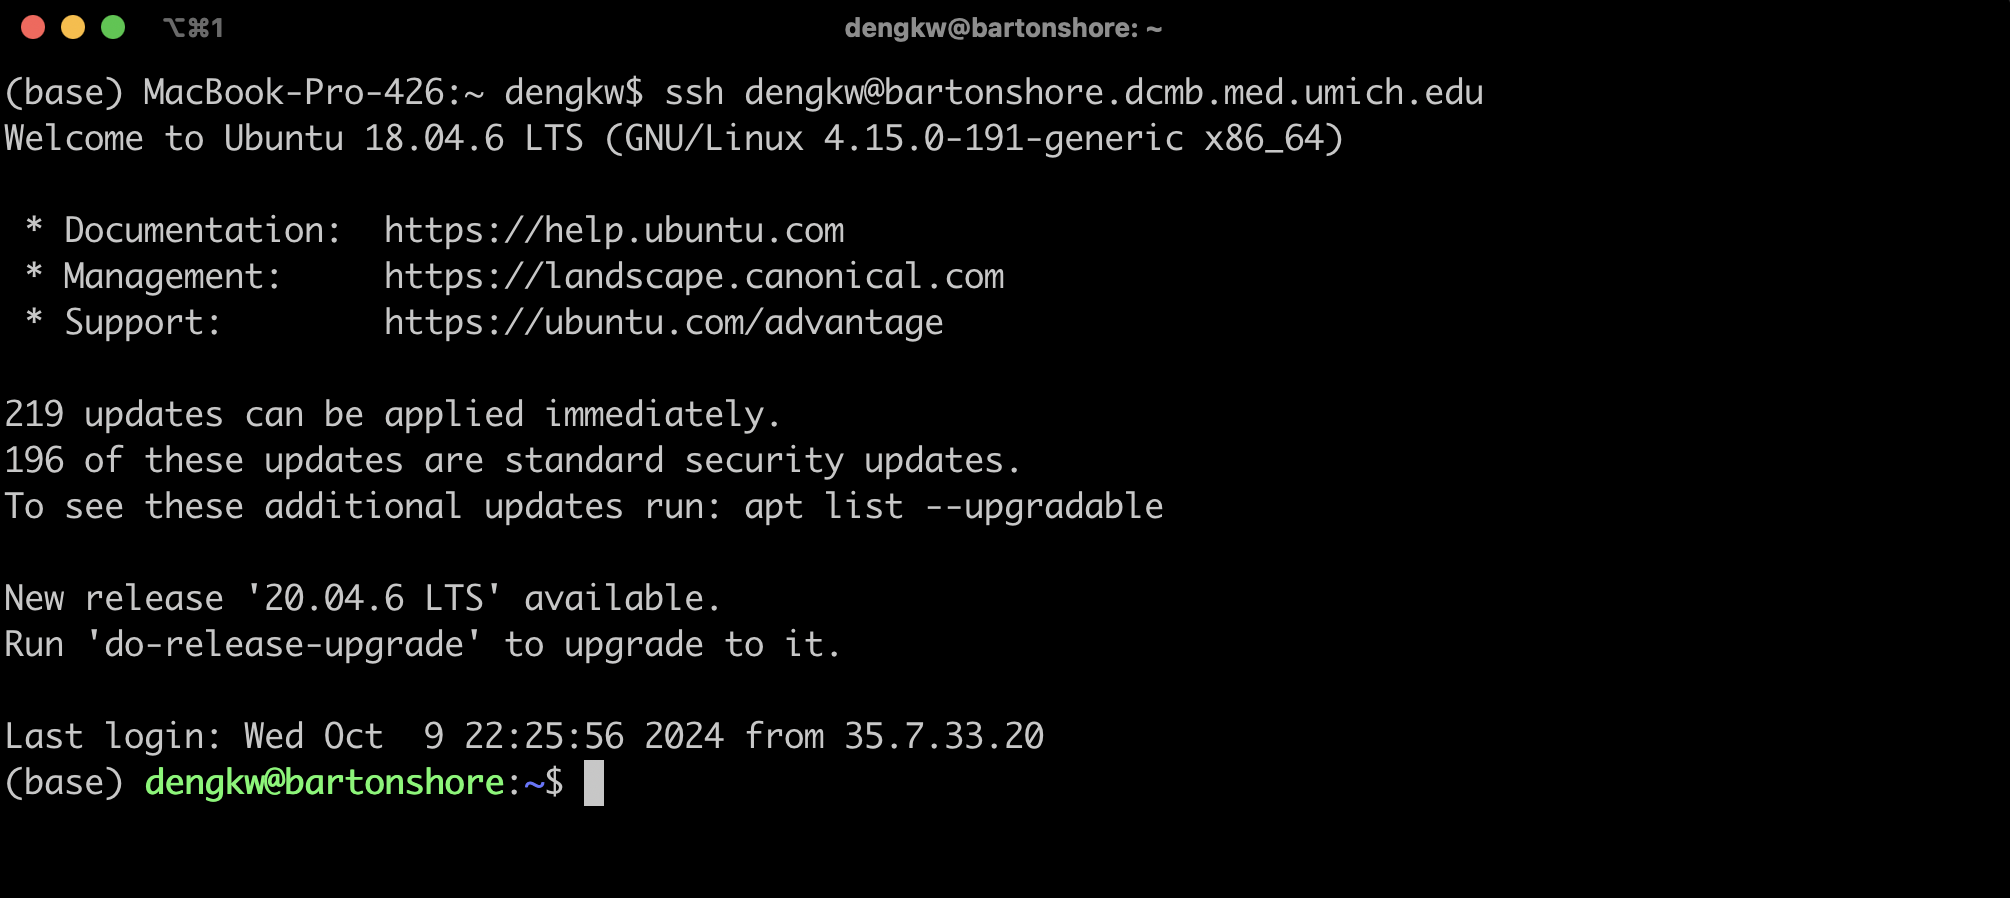 ⌥⌘1
dengkw@bartonshore: ~
(base) MacBook-Pro-426:~ dengkw$ ssh dengkw@bartonshore.dcmb.med.umich.edu
Welcome to Ubuntu 18.04.6 LTS (GNU/Linux 4.15.0-191-generic x86_64)
 * Documentation:  https://help.ubuntu.com
 * Management:     https://landscape.canonical.com
 * Support:        https://ubuntu.com/advantage
219 updates can be applied immediately.
196 of these updates are standard security updates.
To see these additional updates run: apt list --upgradable
New release '20.04.6 LTS' available.
Run 'do-release-upgrade' to upgrade to it.
Last login: Wed Oct  9 22:25:56 2024 from 35.7.33.20
(base) dengkw@bartonshore:~$